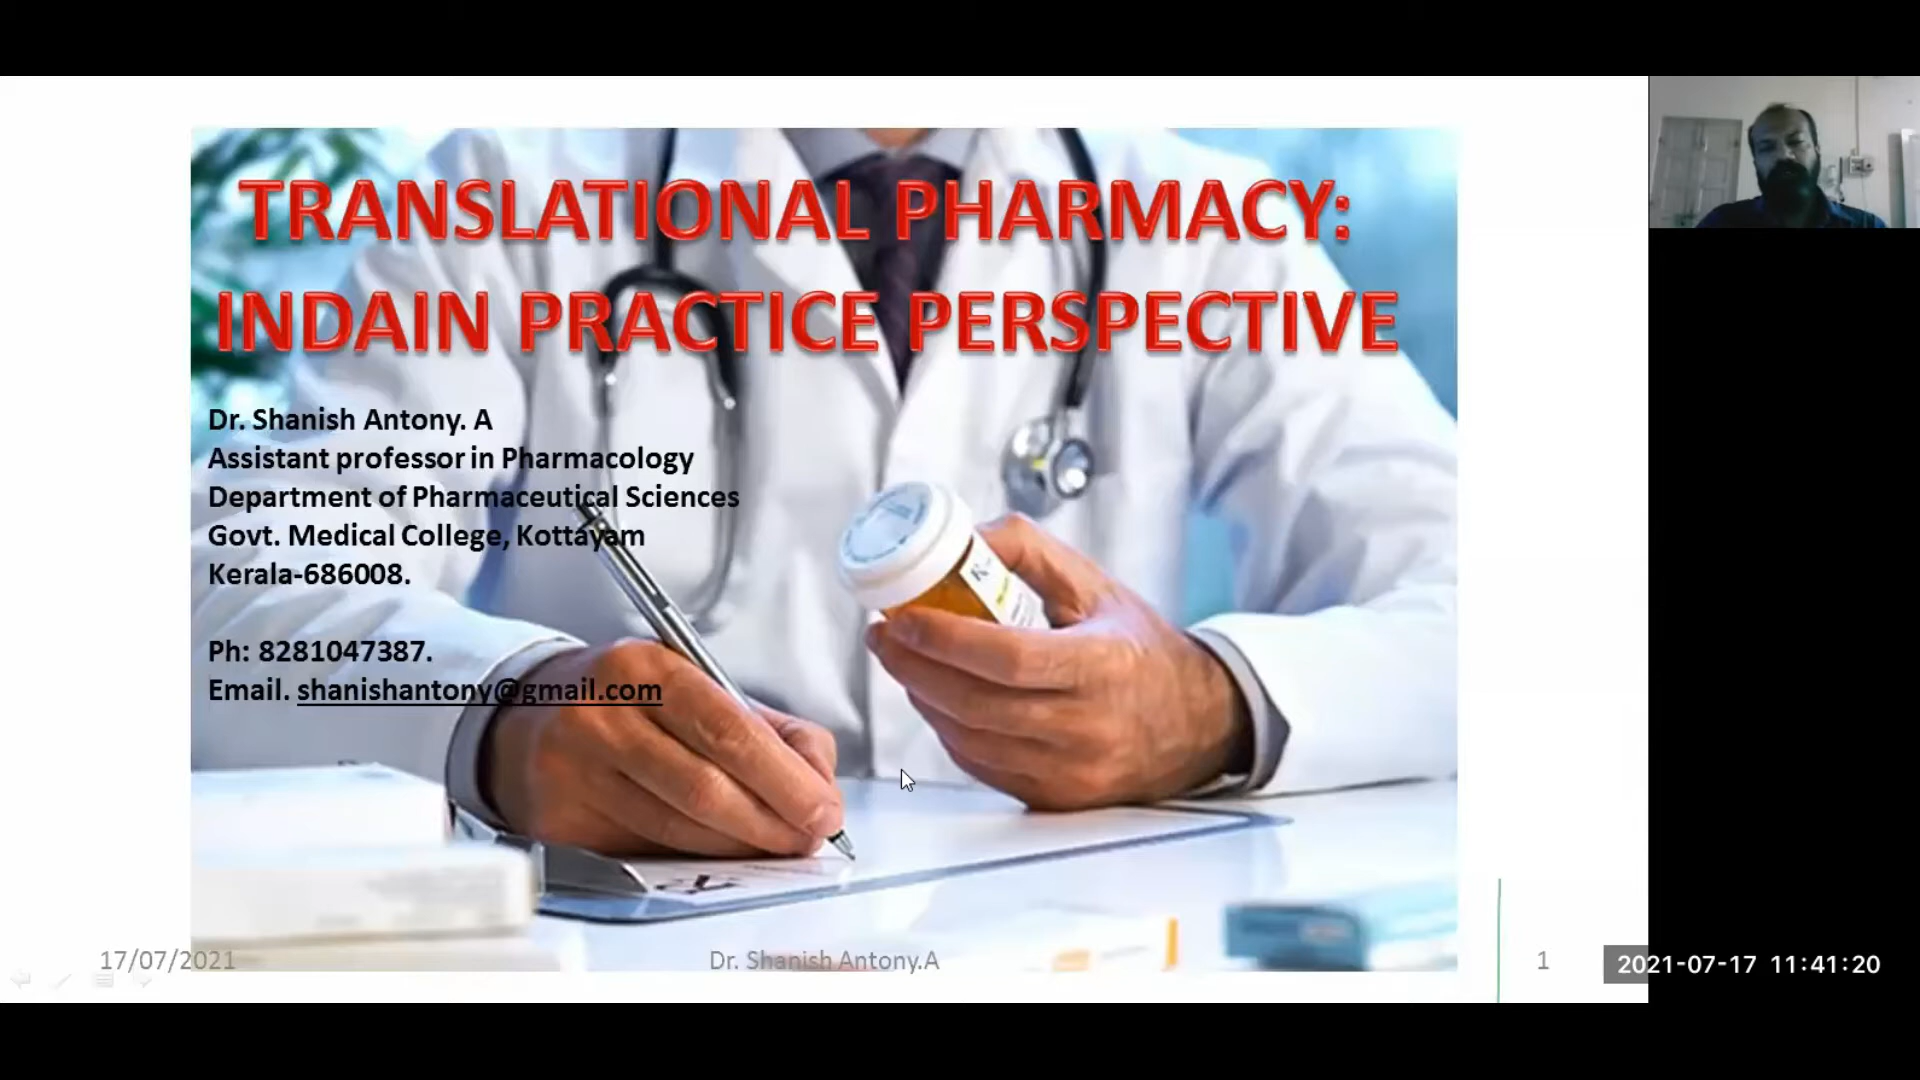 TRANSLATIONAL PHARMACY:
INDAIN PRACTICE PERSPECTIVE
Dr. Shanish Antony. A
Assistant professor in Pharmacology
Department of Pharmaceutical Sciences
Govt. Medical College, Kottayam
Kerala-686008.
Ph: 8281047387.
Email. shanishantony@gmail.com
17/07/2021
Dr. Shanish Antony.A
1
2021-07-17 11:41:20